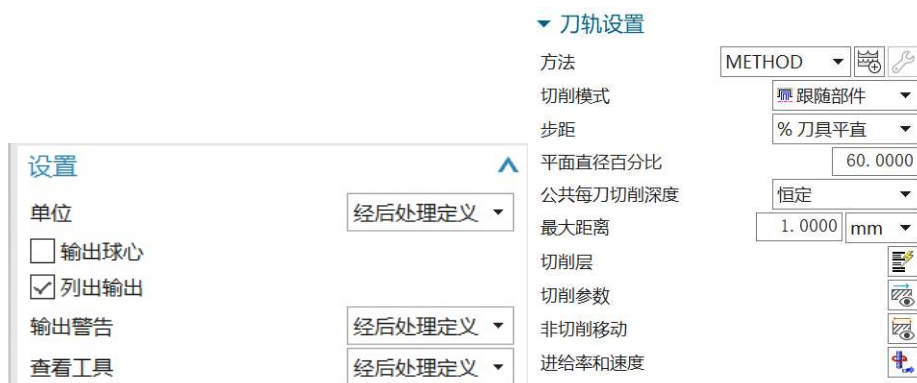 设置
单位 经后处理定义
输出球心
列出输出
输出警告 经后处理定义
查看工具 经后处理定义
刀轨设置
方法 METHOD
切削模式 跟随部件
步距 % 刀具平直
平面直径百分比 60.0000
公共每刀切削深度 恒定
最大距离 1.0000 mm
切削层
切削参数
非切削移动
进给率和速度